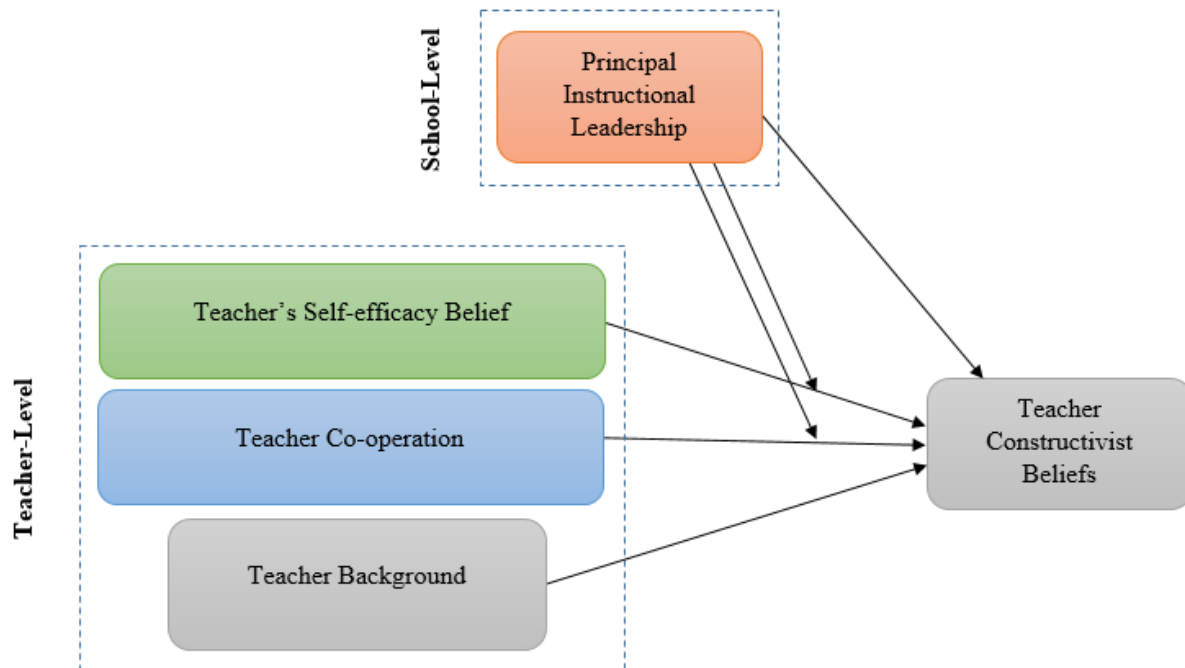 School-Level
Principal
Instructional
Leadership
Teacher-Level
Teacher’s Self-efficacy Belief
Teacher Co-operation
Teacher Background
Teacher
Constructivist
Beliefs